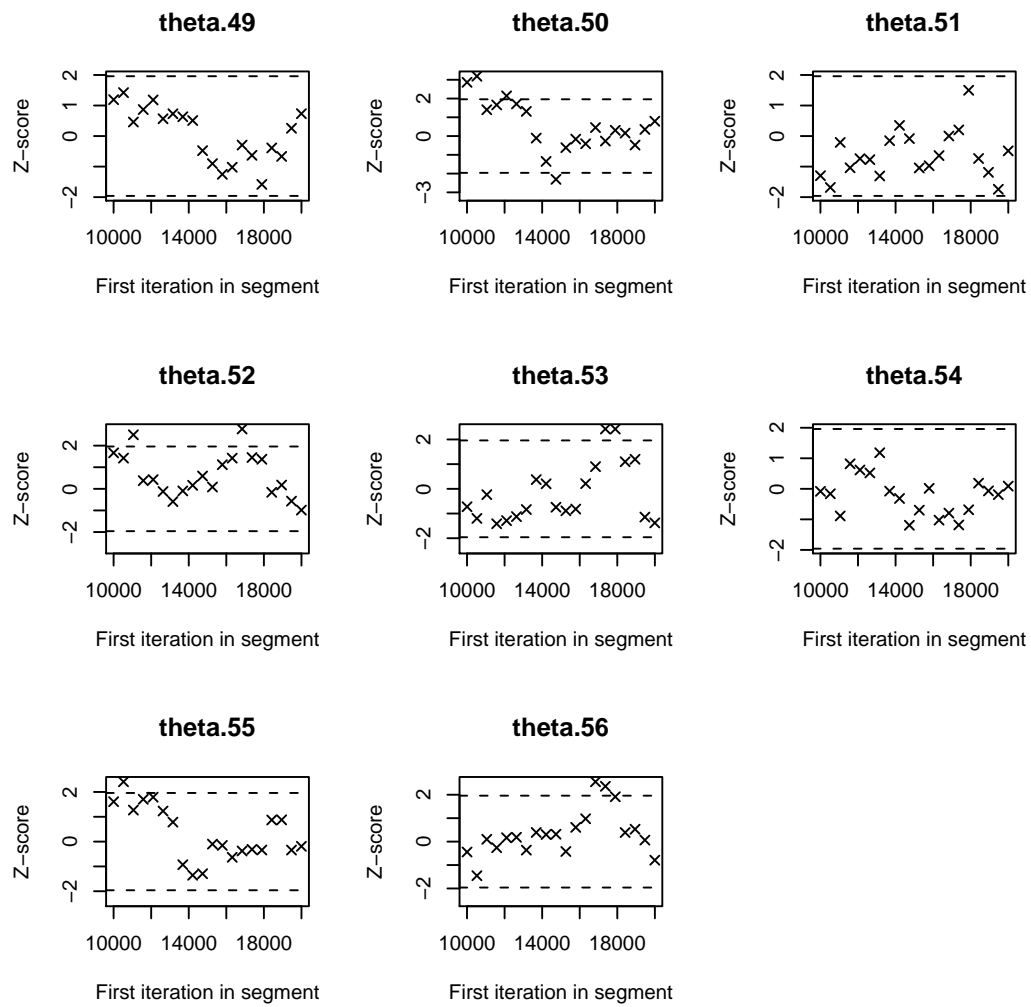 theta.49
Z−score
2
1
0
−2
10000 14000 18000
First iteration in segment
theta.50
Z−score
2
0
−3
10000 14000 18000
First iteration in segment
theta.51
Z−score
2
1
0
−2
10000 14000 18000
First iteration in segment
theta.52
Z−score
2
0
−2
10000 14000 18000
First iteration in segment
theta.53
Z−score
2
0
−2
10000 14000 18000
First iteration in segment
theta.54
Z−score
2
1
0
−2
10000 14000 18000
First iteration in segment
theta.55
Z−score
2
0
−2
10000 14000 18000
First iteration in segment
theta.56
Z−score
2
0
−2
10000 14000 18000
First iteration in segment